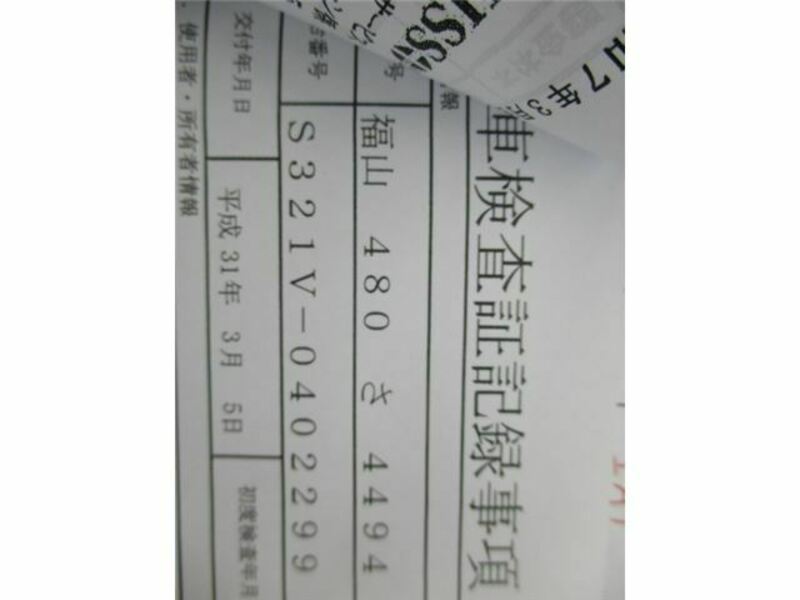 車検査証記録事項
福山 480 さ 4494
S321V-0402299
交付年月日
平成31年 3月 5日
初度検査年月
使用者・所有者情報